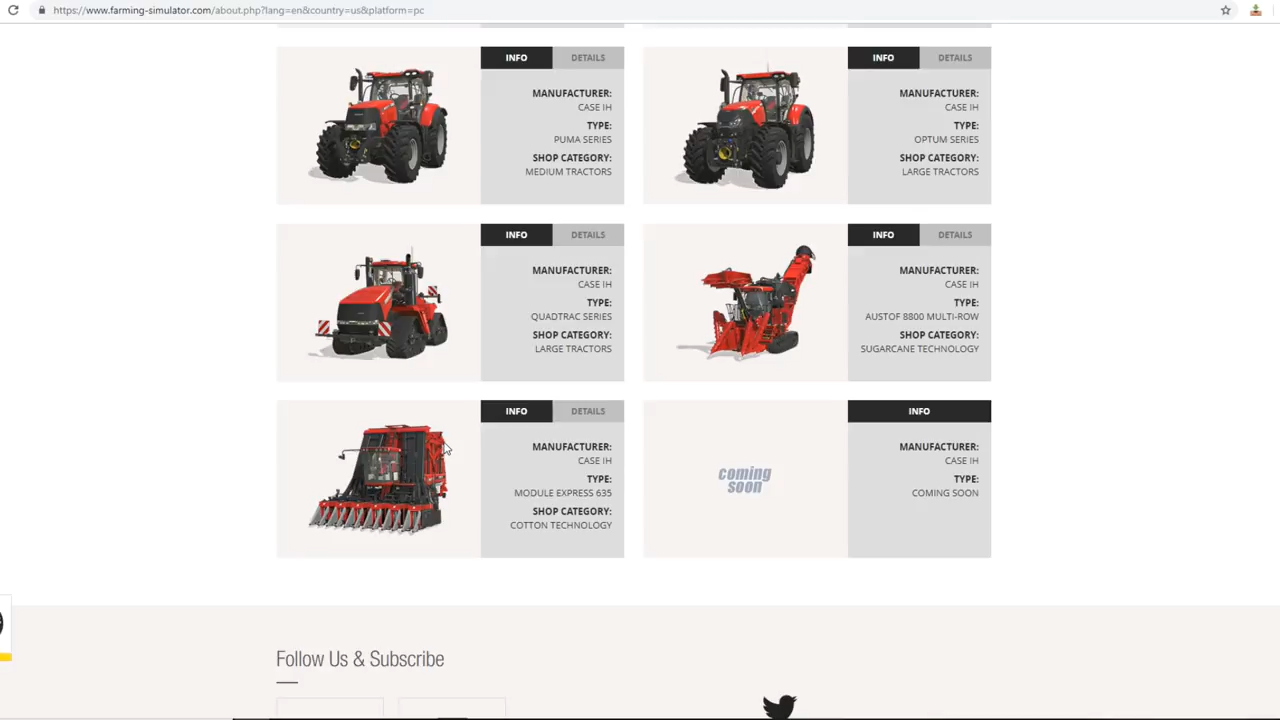 https://www.farming-simulator.com/about.php?lang=en&country=us&platform=pc
INFO
DETAILS
MANUFACTURER:
CASE IH
TYPE:
PUMA SERIES
SHOP CATEGORY:
MEDIUM TRACTORS
INFO
DETAILS
MANUFACTURER:
CASE IH
TYPE:
OPTUM SERIES
SHOP CATEGORY:
LARGE TRACTORS
INFO
DETAILS
MANUFACTURER:
CASE IH
TYPE:
QUADTRAC SERIES
SHOP CATEGORY:
LARGE TRACTORS
INFO
DETAILS
MANUFACTURER:
CASE IH
TYPE:
AUSTOF 8800 MULTI-ROW
SHOP CATEGORY:
SUGARCANE TECHNOLOGY
INFO
DETAILS
MANUFACTURER:
CASE IH
TYPE:
MODULE EXPRESS 635
SHOP CATEGORY:
COTTON TECHNOLOGY
coming
soon
INFO
MANUFACTURER:
CASE IH
TYPE:
COMING SOON
Follow Us & Subscribe